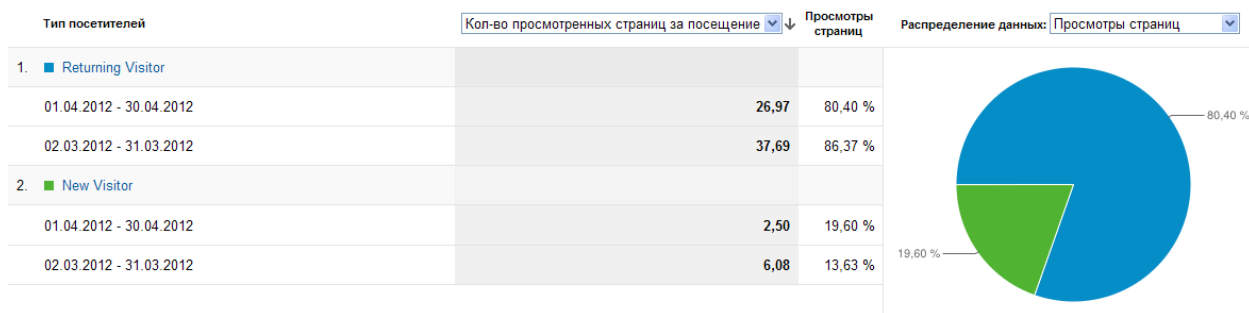 Тип посетителей Кол-во просмотренных страниц за посещение Просмотры страниц Распределение данных: Просмотры страниц
1. Returning Visitor
01.04.2012 - 30.04.2012 26,97 80,40 %
02.03.2012 - 31.03.2012 37,69 86,37 %
2. New Visitor
01.04.2012 - 30.04.2012 2,50 19,60 %
02.03.2012 - 31.03.2012 6,08 13,63 %
80,40 %
19,60 %